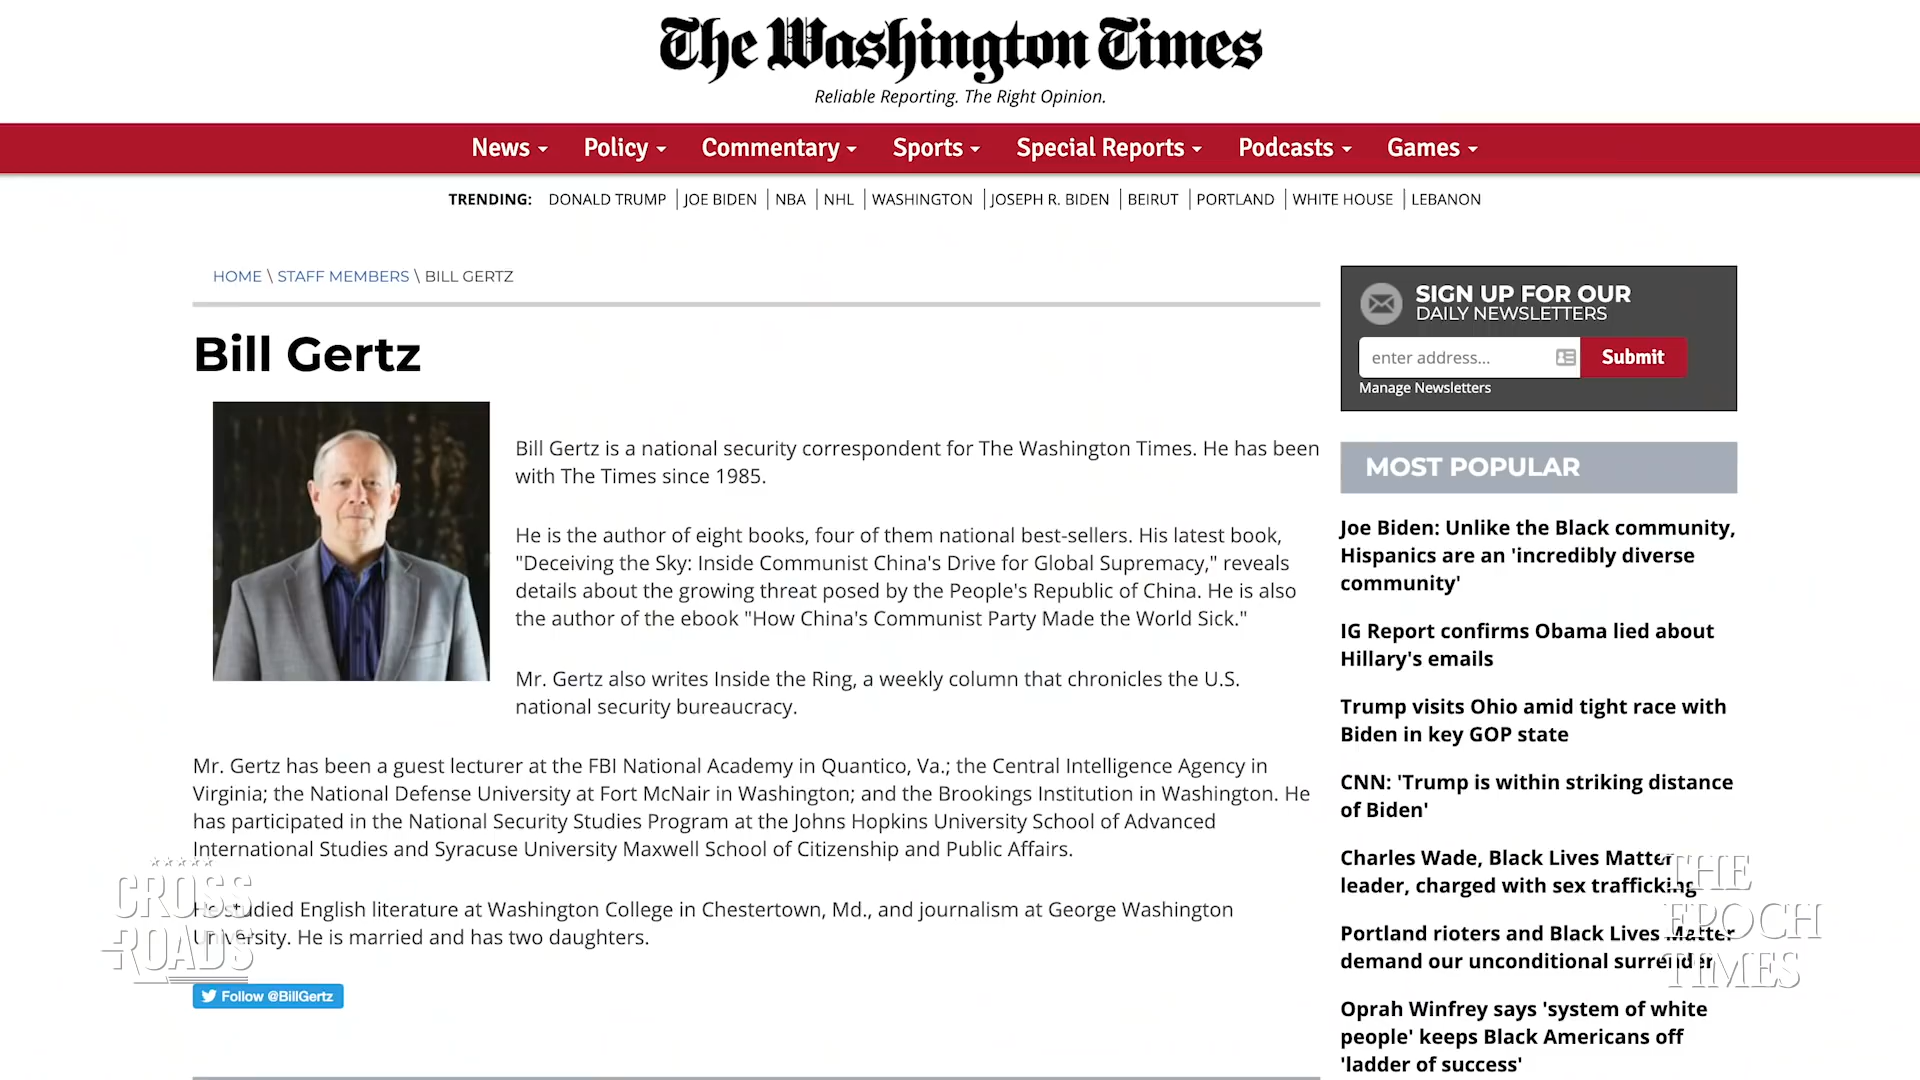 The Washington Times
Reliable Reporting. The Right Opinion.
News Policy Commentary Sports Special Reports Podcasts Games
TRENDING: DONALD TRUMP JOE BIDEN NBA NHL WASHINGTON JOSEPH R. BIDEN BEIRUT PORTLAND WHITE HOUSE LEBANON
HOME \ STAFF MEMBERS \ BILL GERTZ
Bill Gertz
Bill Gertz is a national security correspondent for The Washington Times. He has been
with The Times since 1985.
He is the author of eight books, four of them national best-sellers. His latest book,
"Deceiving the Sky: Inside Communist China's Drive for Global Supremacy," reveals
details about the growing threat posed by the People's Republic of China. He is also
the author of the ebook "How China's Communist Party Made the World Sick."
Mr. Gertz also writes Inside the Ring, a weekly column that chronicles the U.S.
national security bureaucracy.
Mr. Gertz has been a guest lecturer at the FBI National Academy in Quantico, Va.; the Central Intelligence Agency in
Virginia; the National Defense University at Fort McNair in Washington; and the Brookings Institution in Washington. He
has participated in the National Security Studies Program at the Johns Hopkins University School of Advanced
International Studies and Syracuse University Maxwell School of Citizenship and Public Affairs.
He studied English literature at Washington College in Chestertown, Md., and journalism at George Washington
University. He is married and has two daughters.
Follow @BillGertz
SIGN UP FOR OUR
DAILY NEWSLETTERS
enter address... Submit
Manage Newsletters
MOST POPULAR
Joe Biden: Unlike the Black community,
Hispanics are an 'incredibly diverse
community'
IG Report confirms Obama lied about
Hillary's emails
Trump visits Ohio amid tight race with
Biden in key GOP state
CNN: 'Trump is within striking distance
of Biden'
Charles Wade, Black Lives Matter
leader, charged with sex trafficking
Portland rioters and Black Lives Matter
demand our unconditional surrender
Oprah Winfrey says 'system of white
people' keeps Black Americans off
'ladder of success'
CROSS
ROADS
THE
EPOCH
TIMES